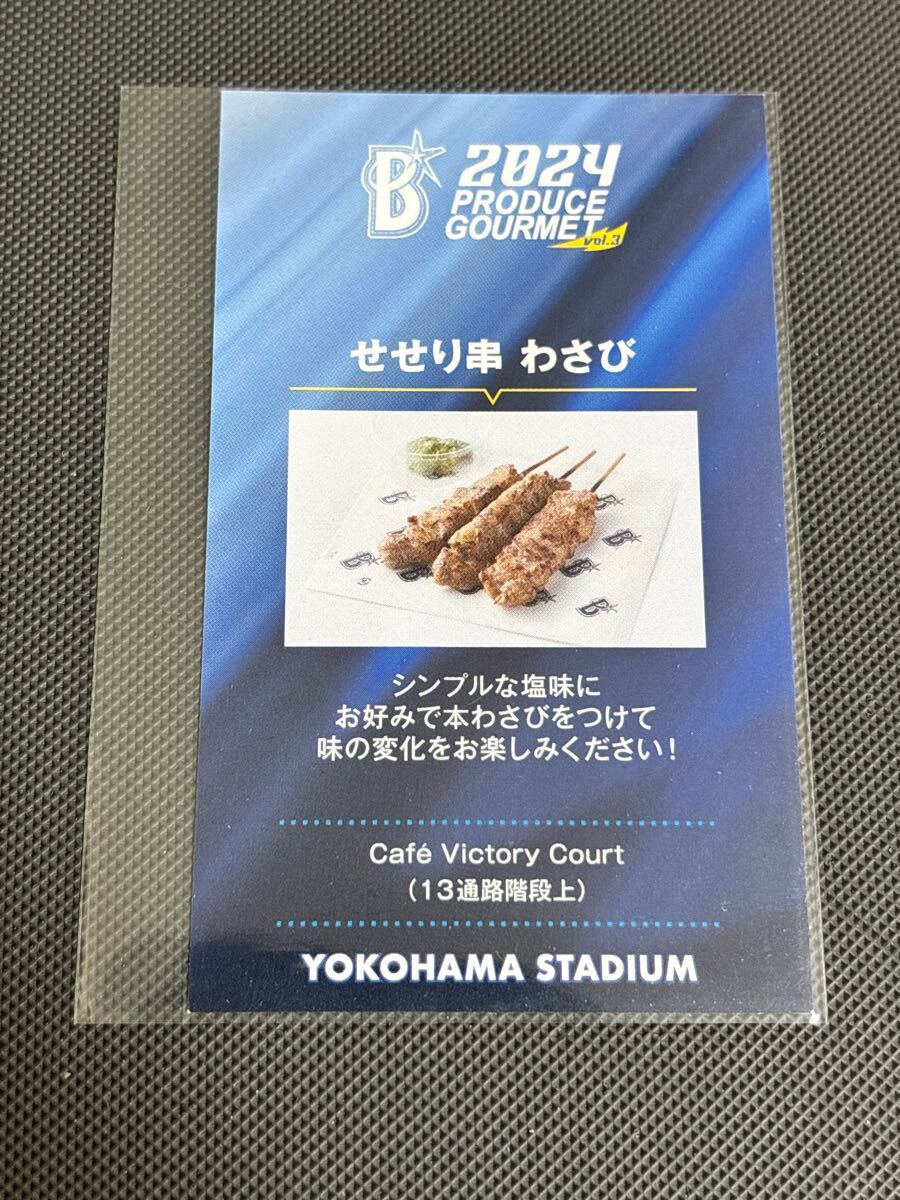 B
2024
PRODUCE
GOURMET
vol.3
せせり串 わさび
シンプルな塩味に
お好みで本わさびをつけて
味の変化をお楽しみください!
Café Victory Court
(13通路階段上)
YOKOHAMA STADIUM